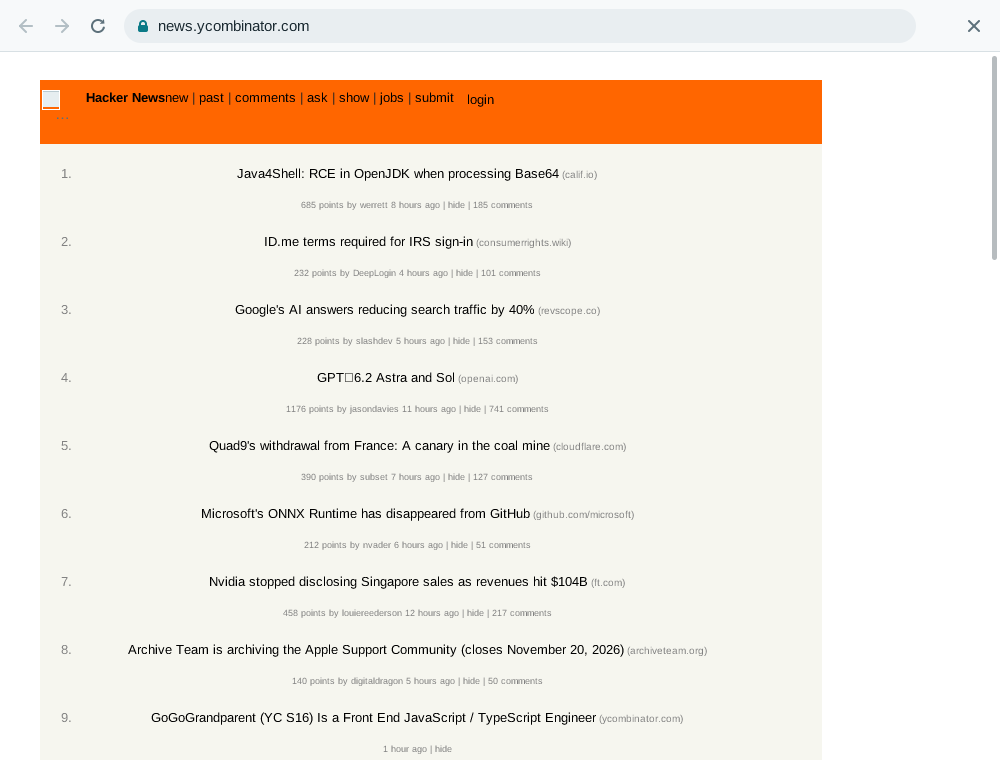 news.ycombinator.com
Hacker Newsnew | past | comments | ask | show | jobs | submit login
...
1. Java4Shell: RCE in OpenJDK when processing Base64 (calif.io)
685 points by werrett 8 hours ago | hide | 185 comments
2. ID.me terms required for IRS sign-in (consumerrights.wiki)
232 points by DeepLogin 4 hours ago | hide | 101 comments
3. Google's AI answers reducing search traffic by 40% (revscope.co)
228 points by slashdev 5 hours ago | hide | 153 comments
4. GPT□6.2 Astra and Sol (openai.com)
1176 points by jasondavies 11 hours ago | hide | 741 comments
5. Quad9's withdrawal from France: A canary in the coal mine (cloudflare.com)
390 points by subset 7 hours ago | hide | 127 comments
6. Microsoft's ONNX Runtime has disappeared from GitHub (github.com/microsoft)
212 points by nvader 6 hours ago | hide | 51 comments
7. Nvidia stopped disclosing Singapore sales as revenues hit $104B (ft.com)
458 points by louiereederson 12 hours ago | hide | 217 comments
8. Archive Team is archiving the Apple Support Community (closes November 20, 2026) (archiveteam.org)
140 points by digitaldragon 5 hours ago | hide | 50 comments
9. GoGoGrandparent (YC S16) Is a Front End JavaScript / TypeScript Engineer (ycombinator.com)
1 hour ago | hide